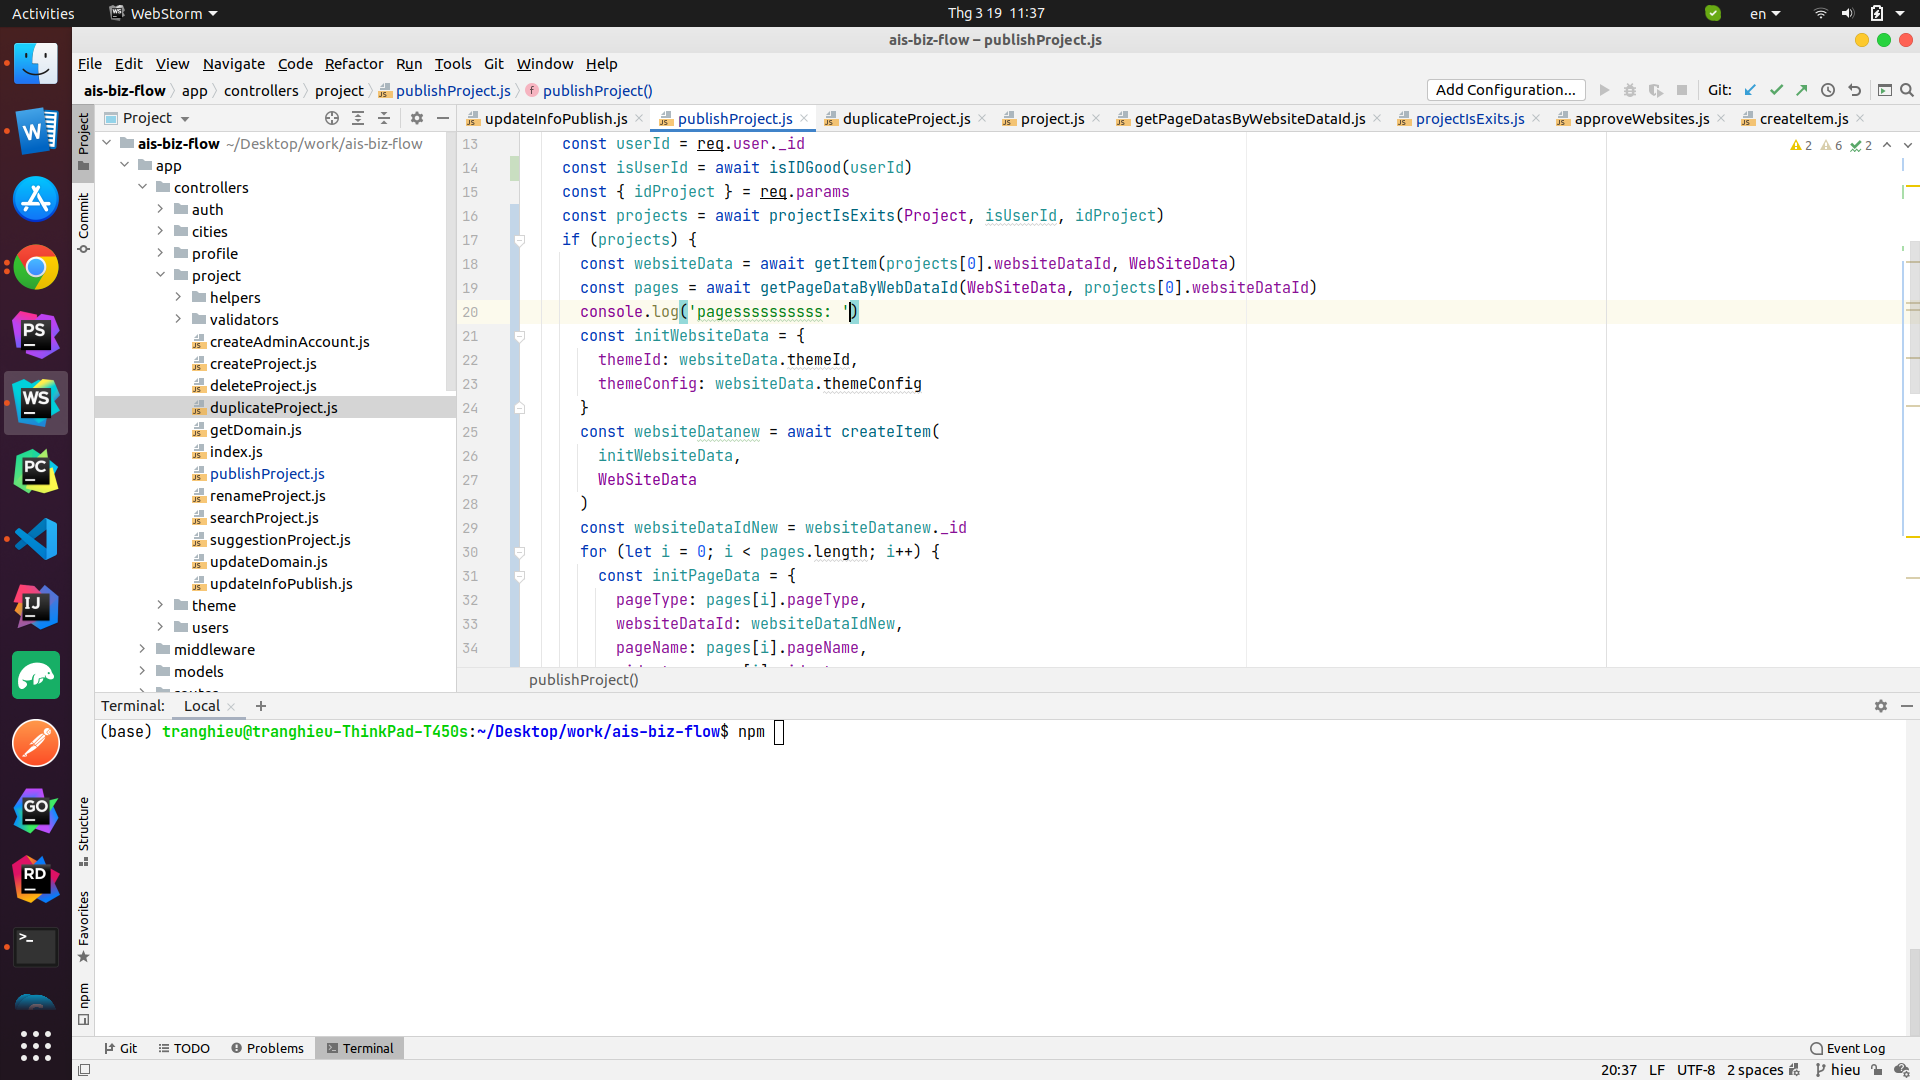 Activities
WebStorm
Thg 3 19 11:37
en
ais-biz-flow – publishProject.js
File Edit View Navigate Code Refactor Run Tools Git Window Help
ais-biz-flow app controllers project publishProject.js publishProject()
Add Configuration...
Git:
Project
updateInfoPublish.js
publishProject.js
duplicateProject.js
project.js
getPageDatasByWebsiteDataId.js
projectIsExits.js
approveWebsites.js
createItem.js
Project
Commit
Structure
Favorites
npm
ais-biz-flow ~/Desktop/work/ais-biz-flow
app
controllers
auth
cities
profile
project
helpers
validators
createAdminAccount.js
createProject.js
deleteProject.js
duplicateProject.js
getDomain.js
index.js
publishProject.js
renameProject.js
searchProject.js
suggestionProject.js
updateDomain.js
updateInfoPublish.js
theme
users
middleware
models
2 6 2
13 const userId = req.user._id
14 const isUserId = await isIDGood(userId)
15 const { idProject } = req.params
16 const projects = await projectIsExits(Project, isUserId, idProject)
17 if (projects) {
18 const websiteData = await getItem(projects[0].websiteDataId, WebSiteData)
19 const pages = await getPageDataByWebDataId(WebSiteData, projects[0].websiteDataId)
20 console.log('pagessssssssss: ')
21 const initWebsiteData = {
22 themeId: websiteData.themeId,
23 themeConfig: websiteData.themeConfig
24 }
25 const websiteDatanew = await createItem(
26 initWebsiteData,
27 WebSiteData
28 )
29 const websiteDataIdNew = websiteDatanew._id
30 for (let i = 0; i < pages.length; i++) {
31 const initPageData = {
32 pageType: pages[i].pageType,
33 websiteDataId: websiteDataIdNew,
34 pageName: pages[i].pageName,
publishProject()
Terminal: Local
(base) tranghieu@tranghieu-ThinkPad-T450s:~/Desktop/work/ais-biz-flow$ npm
W
PS
WS
PC
IJ
GO
RD
>_
Git
TODO
Problems
Terminal
Event Log
20:37 LF UTF-8 2 spaces hieu